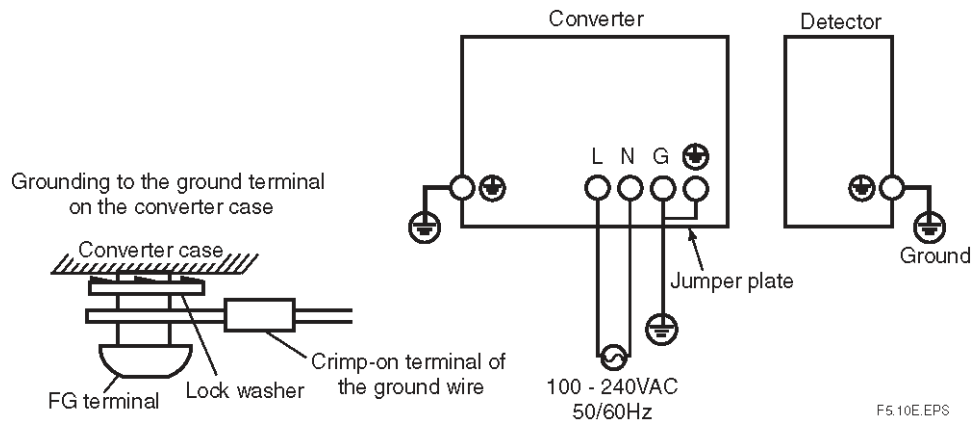 Converter
Detector
L N G
Grounding to the ground terminal
on the converter case
Converter case
Jumper plate
Ground
Crimp-on terminal of
the ground wire
Lock washer
FG terminal
100 - 240VAC
50/60Hz
F5.10E.EPS